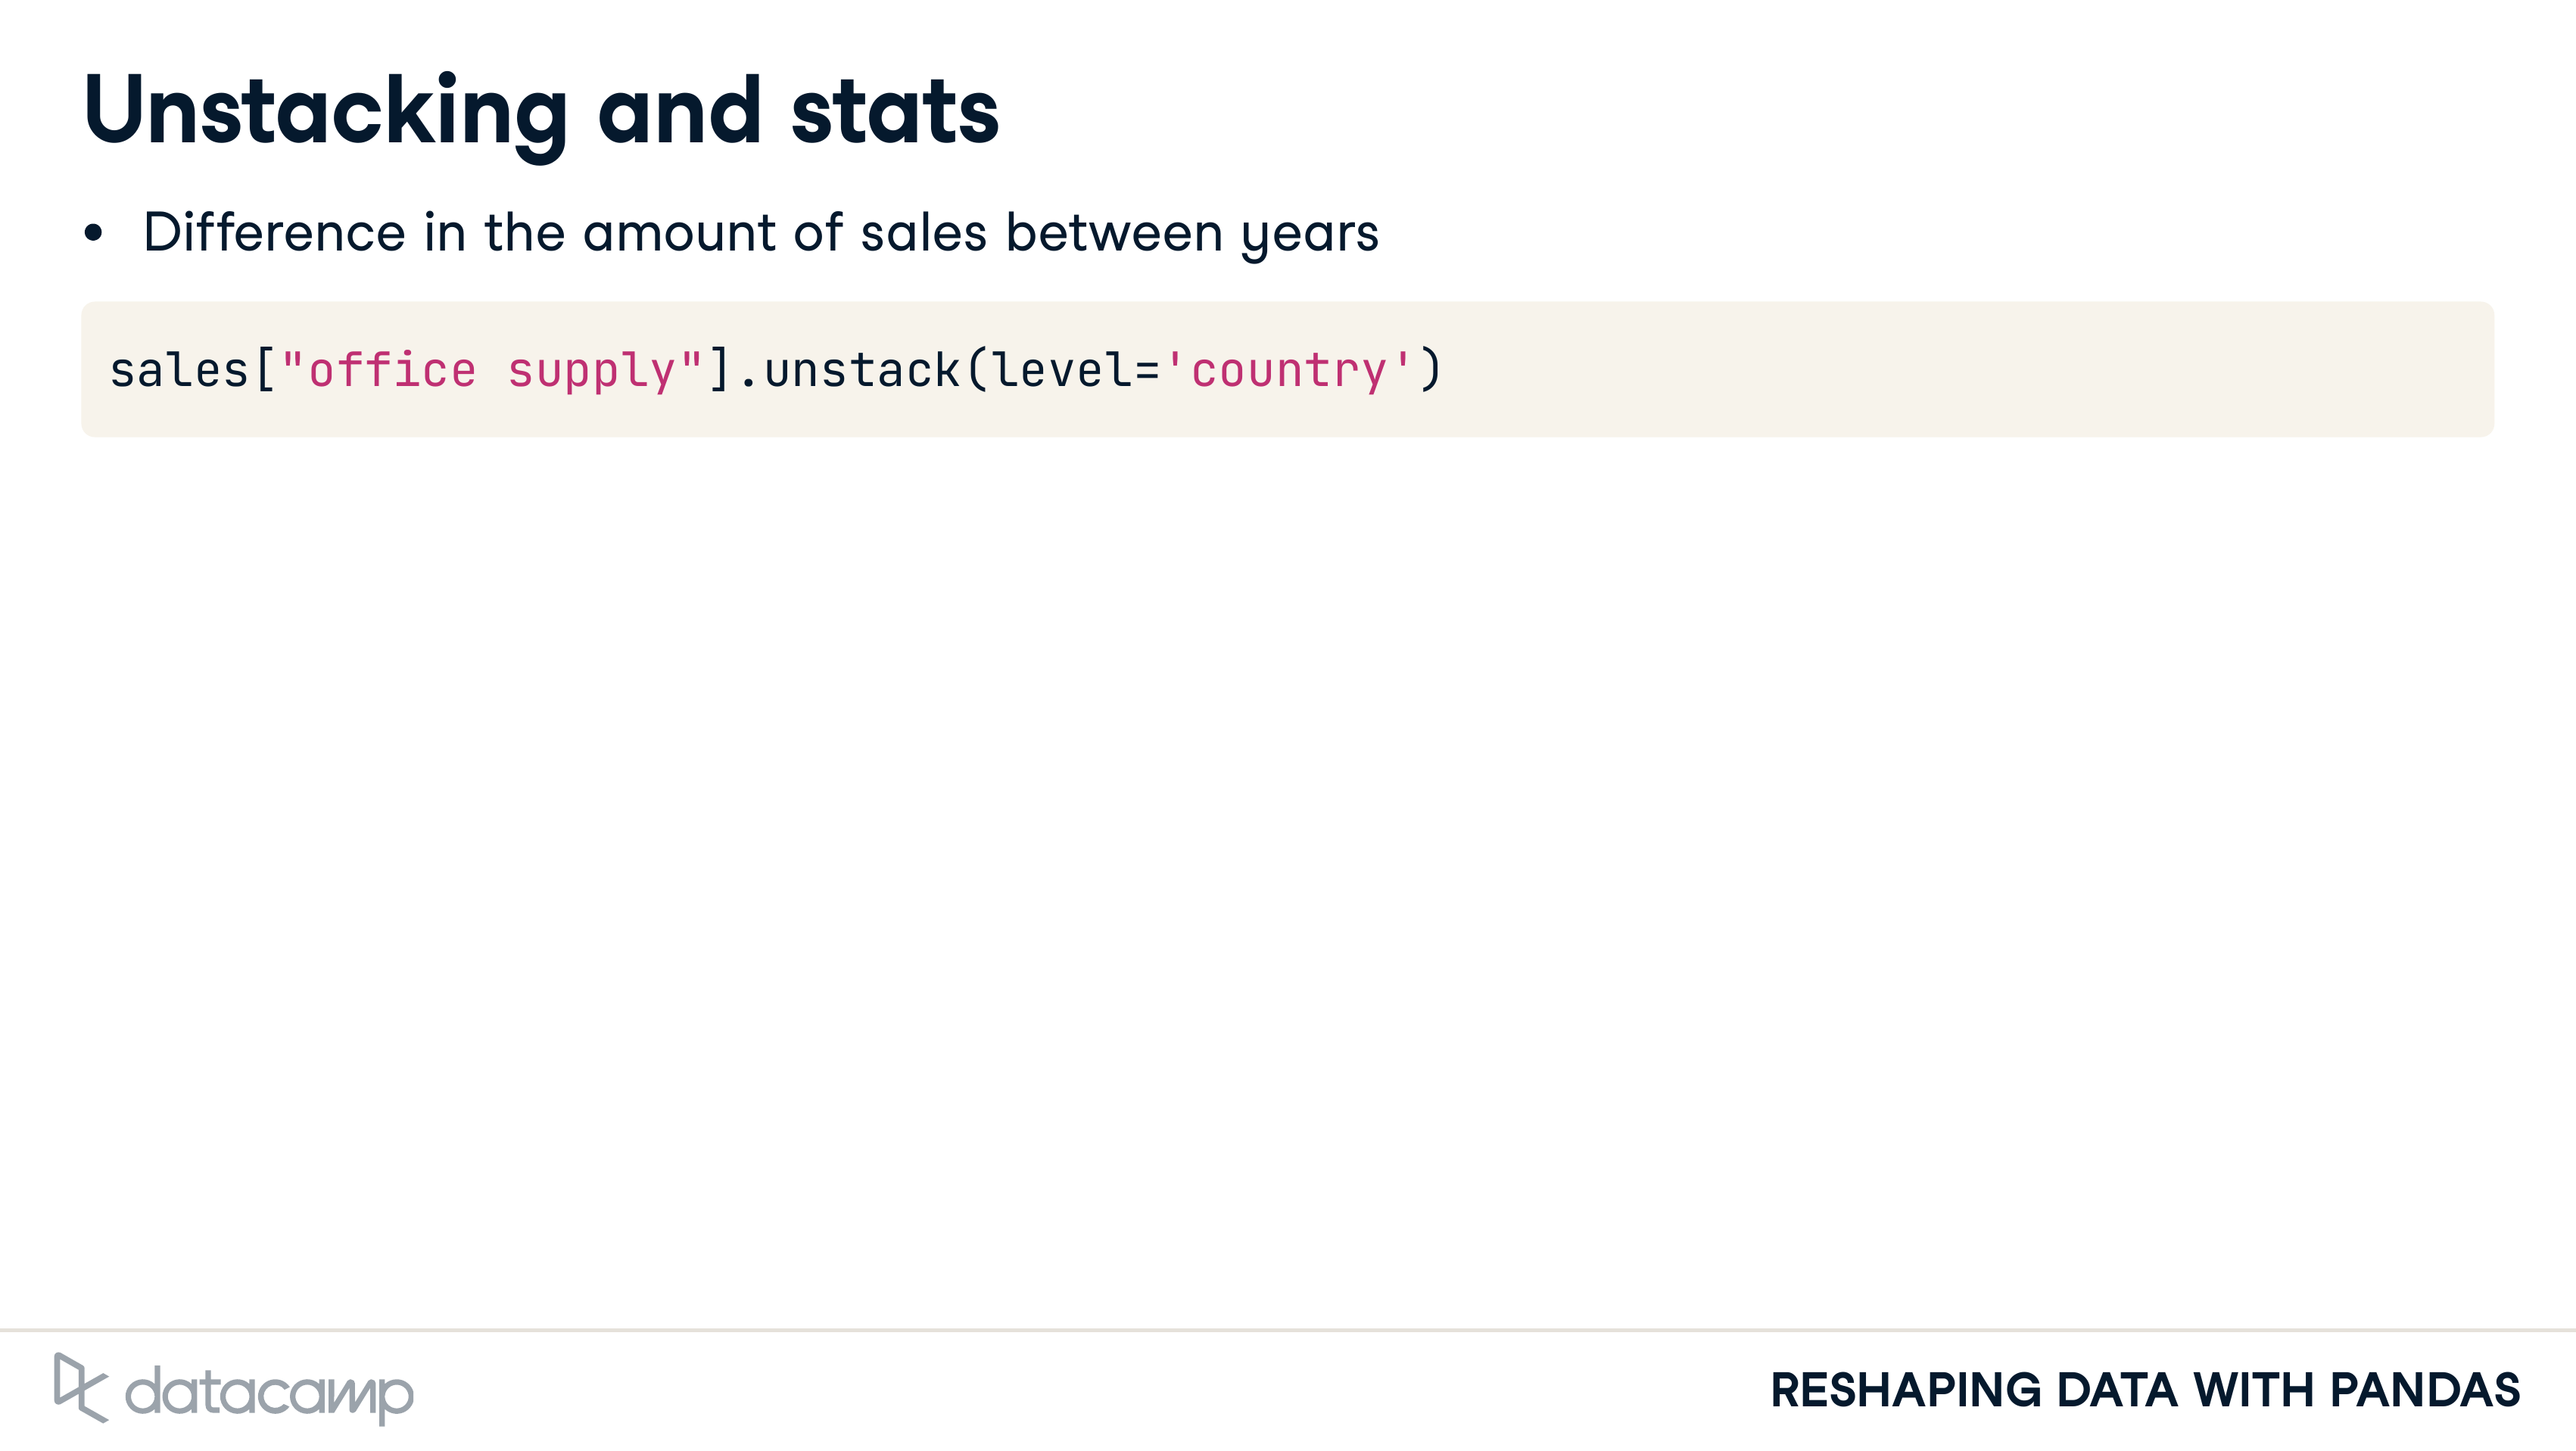 Unstacking and stats
• Difference in the amount of sales between years
sales["office supply"].unstack(level='country')
datacamp
RESHAPING DATA WITH PANDAS